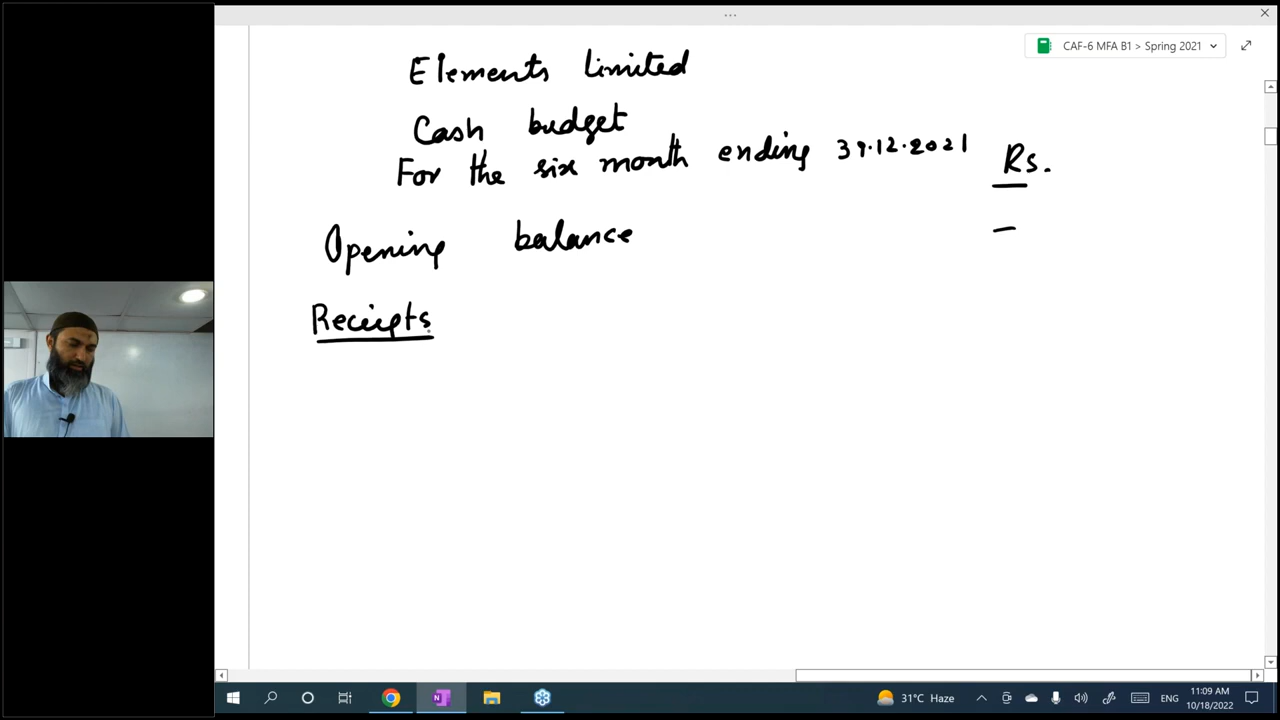 CAF-6 MFA B1 > Spring 2021
Elements Limited
Cash budget
For the six month ending 31.12.2021
Rs.
Opening balance –
Receipts
31°C Haze
ENG
11:09 AM
10/18/2022